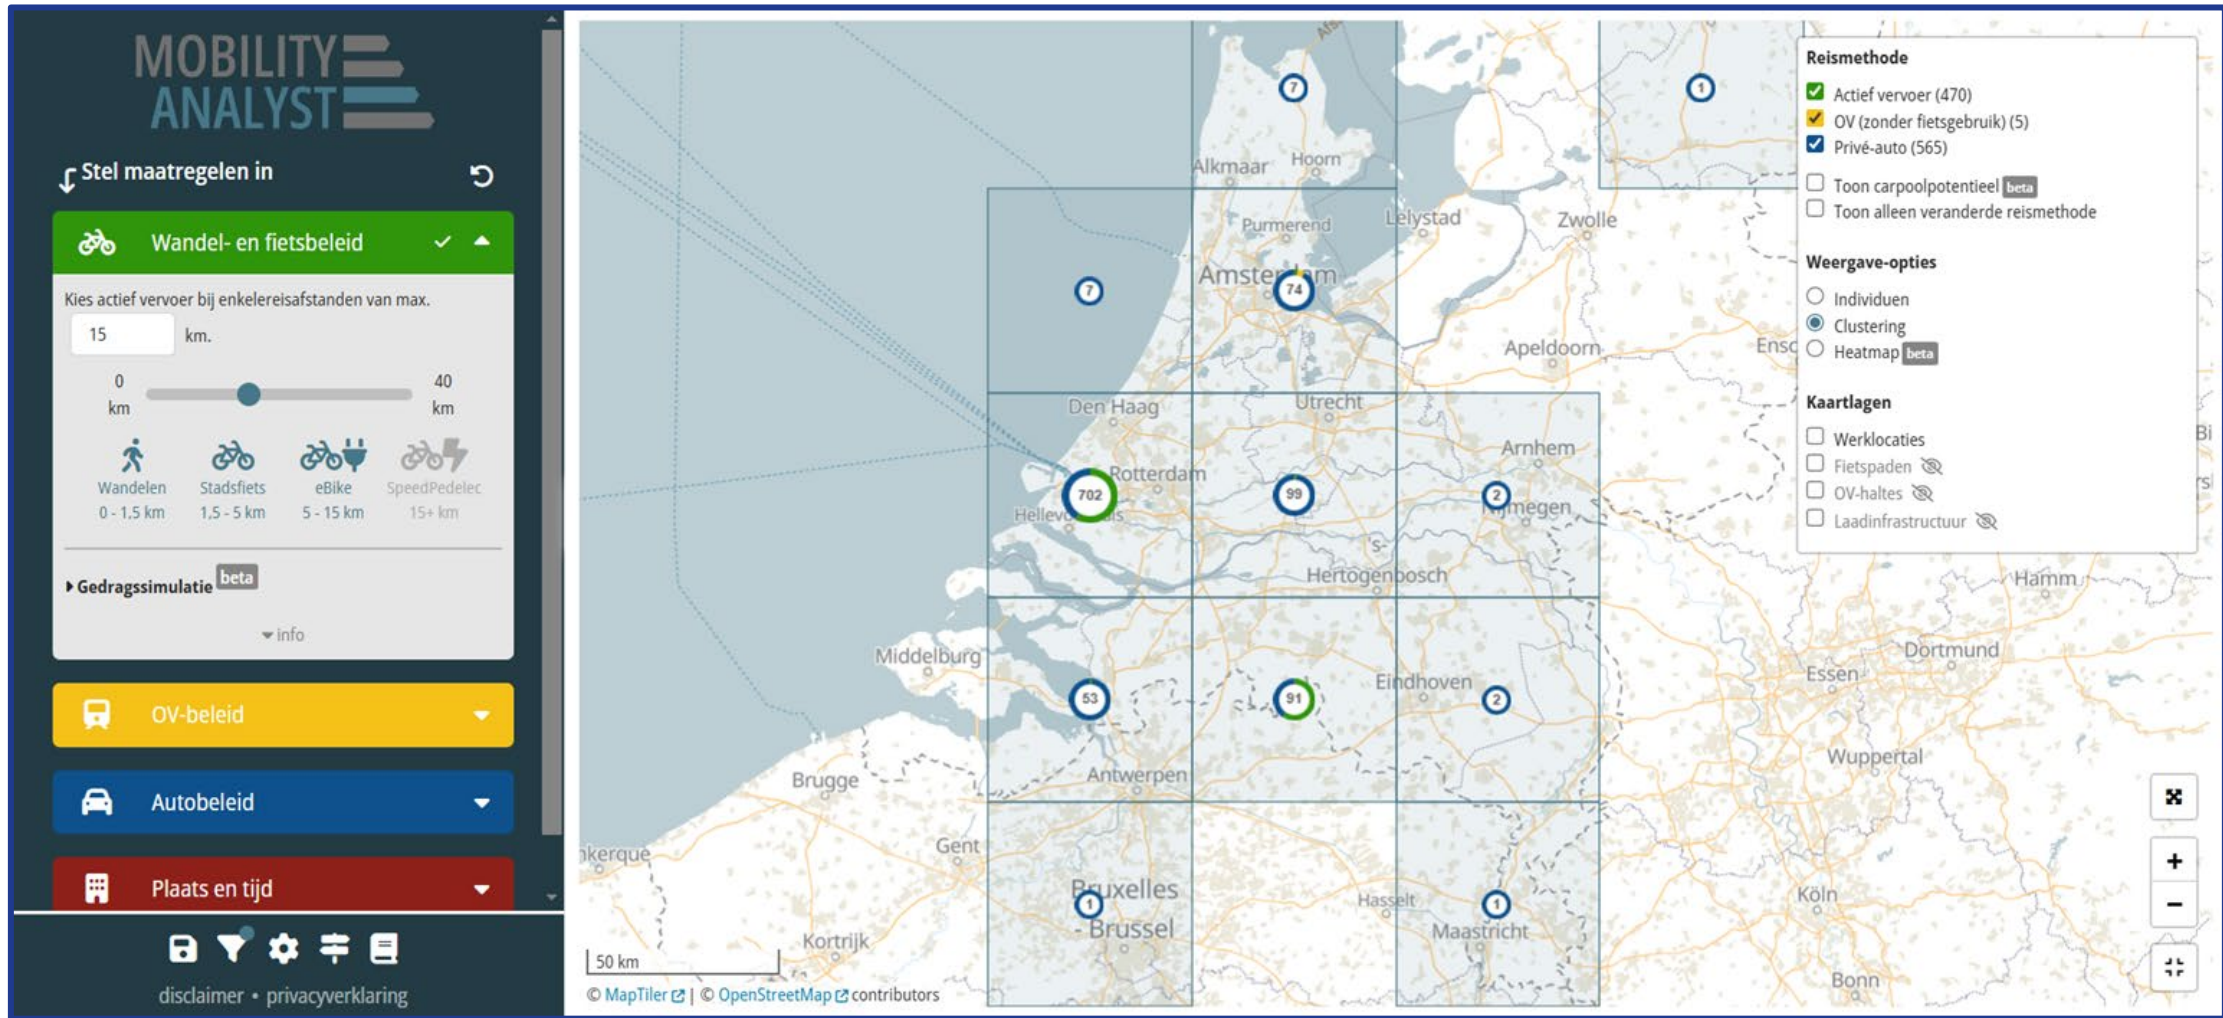 MOBILITY
ANALYST
Stel maatregelen in
Wandel- en fietsbeleid
Kies actief vervoer bij enkelereisafstanden van max.
15 km.
0 40
km km
Wandelen Stadsfiets eBike SpeedPedelec
0 - 1,5 km 1,5 - 5 km 5 - 15 km 15+ km
Gedragssimulatie beta
info
OV-beleid
Autobeleid
Plaats en tijd
disclaimer • privacyverklaring
7
1
Alkmaar Hoorn
Purmerend Lelystad Zwolle
Amsterdam
7 74
Apeldoorn Ensc
Den Haag Utrecht
Arnhem
Rotterdam
702 99 2
Hellevoetsluis Nijmegen
's-
Hertogenbosch Hamm
Middelburg Dortmund
Essen
Eindhoven
53 91 2
Wuppertal
Brugge Antwerpen
Gent
nkerque
Bruxelles
- Brussel
1 1
Hasselt Köln
Maastricht
Kortrijk
Bonn
50 km
© MapTiler | © OpenStreetMap contributors
Reismethode
Actief vervoer (470)
OV (zonder fietsgebruik) (5)
Privé-auto (565)
Toon carpoolpotentieel beta
Toon alleen veranderde reismethode
Weergave-opties
Individuen
Clustering
Heatmap beta
Kaartlagen
Werklocaties
Fietspaden
OV-haltes
Laadinfrastructuur
Bi
+
−